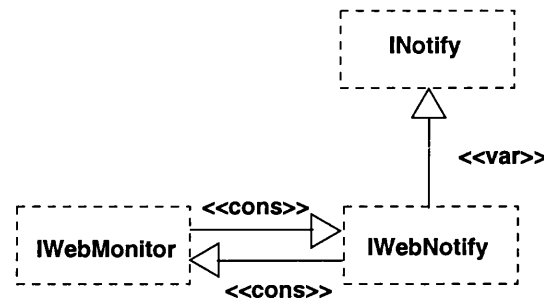 INotify
<<var>>
<<cons>>
IWebMonitor
IWebNotify
<<cons>>